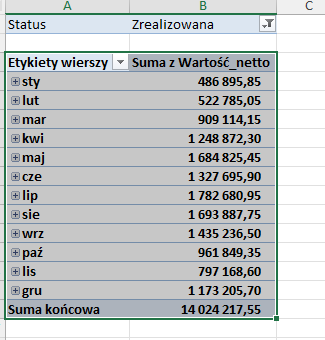 A B C
Status Zrealizowana
Etykiety wierszy Suma z Wartość_netto
sty 486 895,85
lut 522 785,05
mar 909 114,15
kwi 1 248 872,30
maj 1 684 825,45
cze 1 327 695,90
lip 1 782 680,95
sie 1 693 887,75
wrz 1 435 236,50
paź 961 849,35
lis 797 168,60
gru 1 173 205,70
Suma końcowa 14 024 217,55